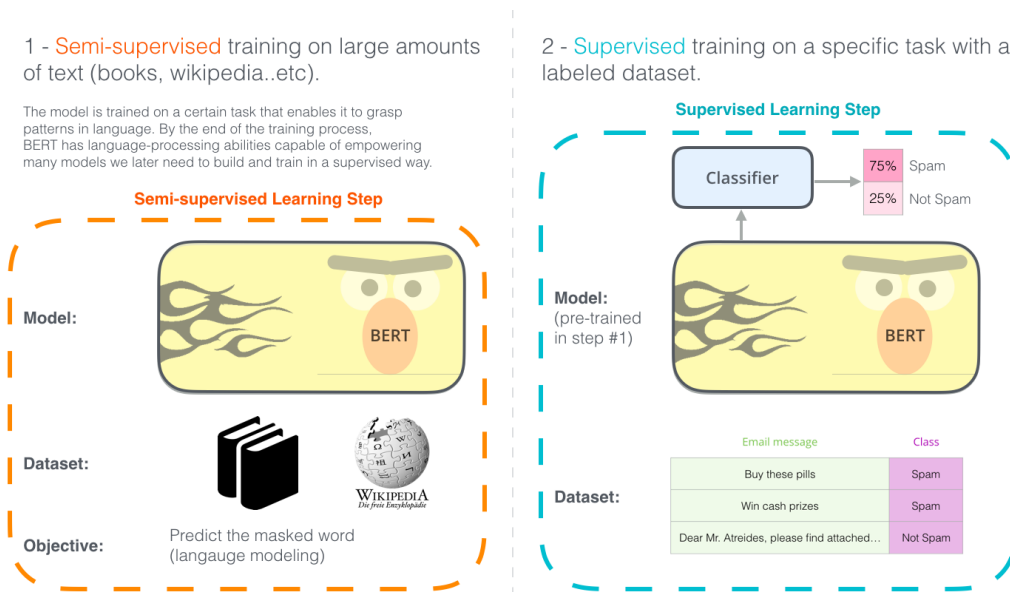 1 - Semi-supervised training on large amounts
of text (books, wikipedia..etc).
The model is trained on a certain task that enables it to grasp
patterns in language. By the end of the training process,
BERT has language-processing abilities capable of empowering
many models we later need to build and train in a supervised way.
Semi-supervised Learning Step
Model:
BERT
Dataset:
WIKIPEDIA
Die freie Enzyklopädie
Objective:
Predict the masked word
(langauge modeling)
2 - Supervised training on a specific task with a
labeled dataset.
Supervised Learning Step
Classifier
75% Spam
25% Not Spam
Model:
(pre-trained
in step #1)
BERT
Dataset:
Email message Class
Buy these pills Spam
Win cash prizes Spam
Dear Mr. Atreides, please find attached... Not Spam